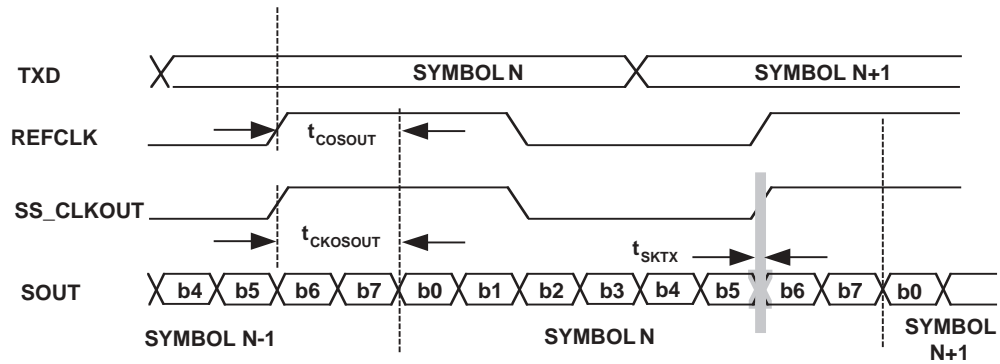 TXD SYMBOL N SYMBOL N+1
REFCLK tCOSOUT
SS_CLKOUT tCKOSOUT
tSKTX
SOUT b4 b5 b6 b7 b0 b1 b2 b3 b4 b5 b6 b7 b0
SYMBOL N-1 SYMBOL N SYMBOL
N+1